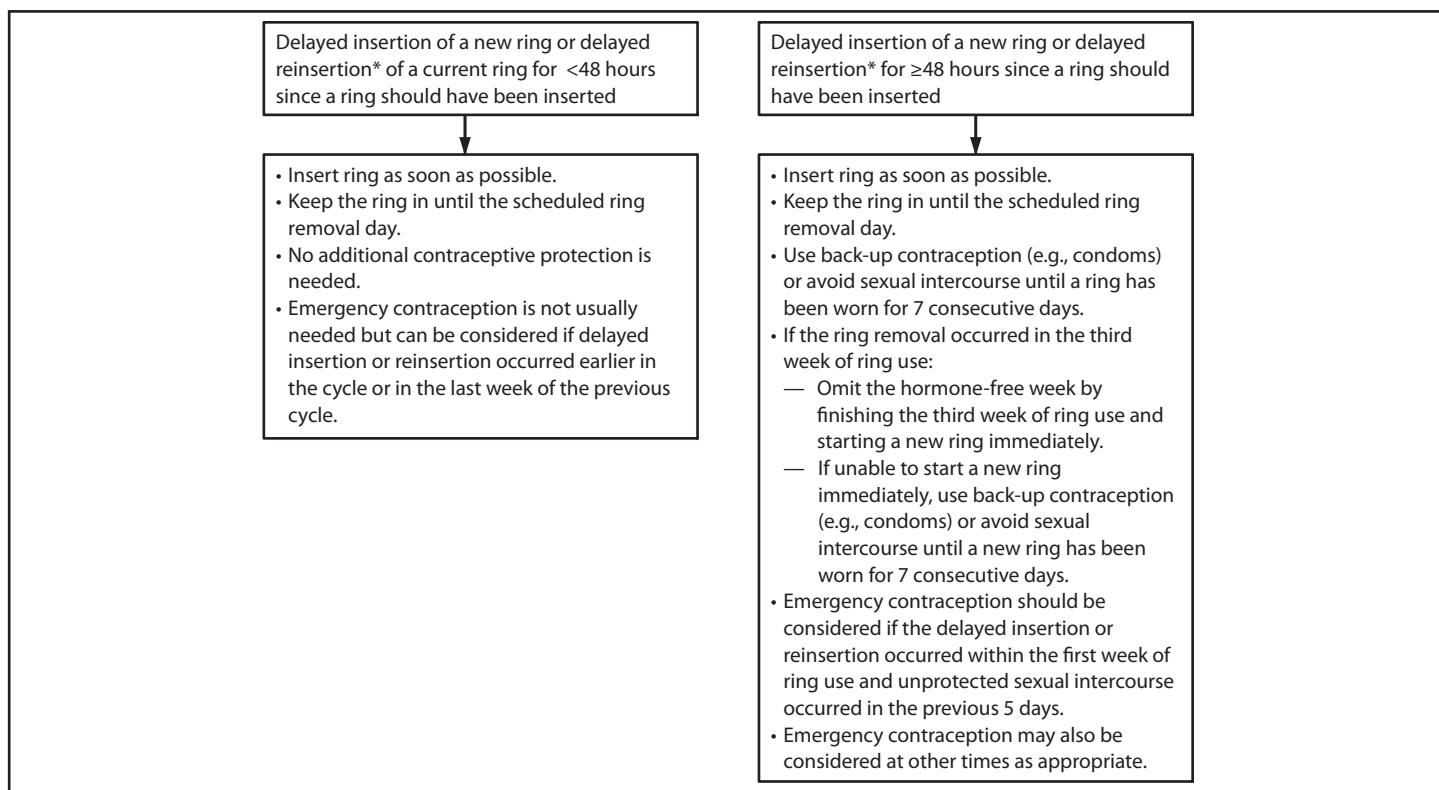 Delayed insertion of a new ring or delayed
reinsertion* of a current ring for <48 hours
since a ring should have been inserted
• Insert ring as soon as possible.
• Keep the ring in until the scheduled ring
removal day.
• No additional contraceptive protection is
needed.
• Emergency contraception is not usually
needed but can be considered if delayed
insertion or reinsertion occurred earlier in
the cycle or in the last week of the previous
cycle.
Delayed insertion of a new ring or delayed
reinsertion* for ≥48 hours since a ring should
have been inserted
• Insert ring as soon as possible.
• Keep the ring in until the scheduled ring
removal day.
• Use back-up contraception (e.g., condoms)
or avoid sexual intercourse until a ring has
been worn for 7 consecutive days.
• If the ring removal occurred in the third
week of ring use:
— Omit the hormone-free week by
finishing the third week of ring use and
starting a new ring immediately.
— If unable to start a new ring
immediately, use back-up contraception
(e.g., condoms) or avoid sexual
intercourse until a new ring has been
worn for 7 consecutive days.
• Emergency contraception should be
considered if the delayed insertion or
reinsertion occurred within the first week of
ring use and unprotected sexual intercourse
occurred in the previous 5 days.
• Emergency contraception may also be
considered at other times as appropriate.